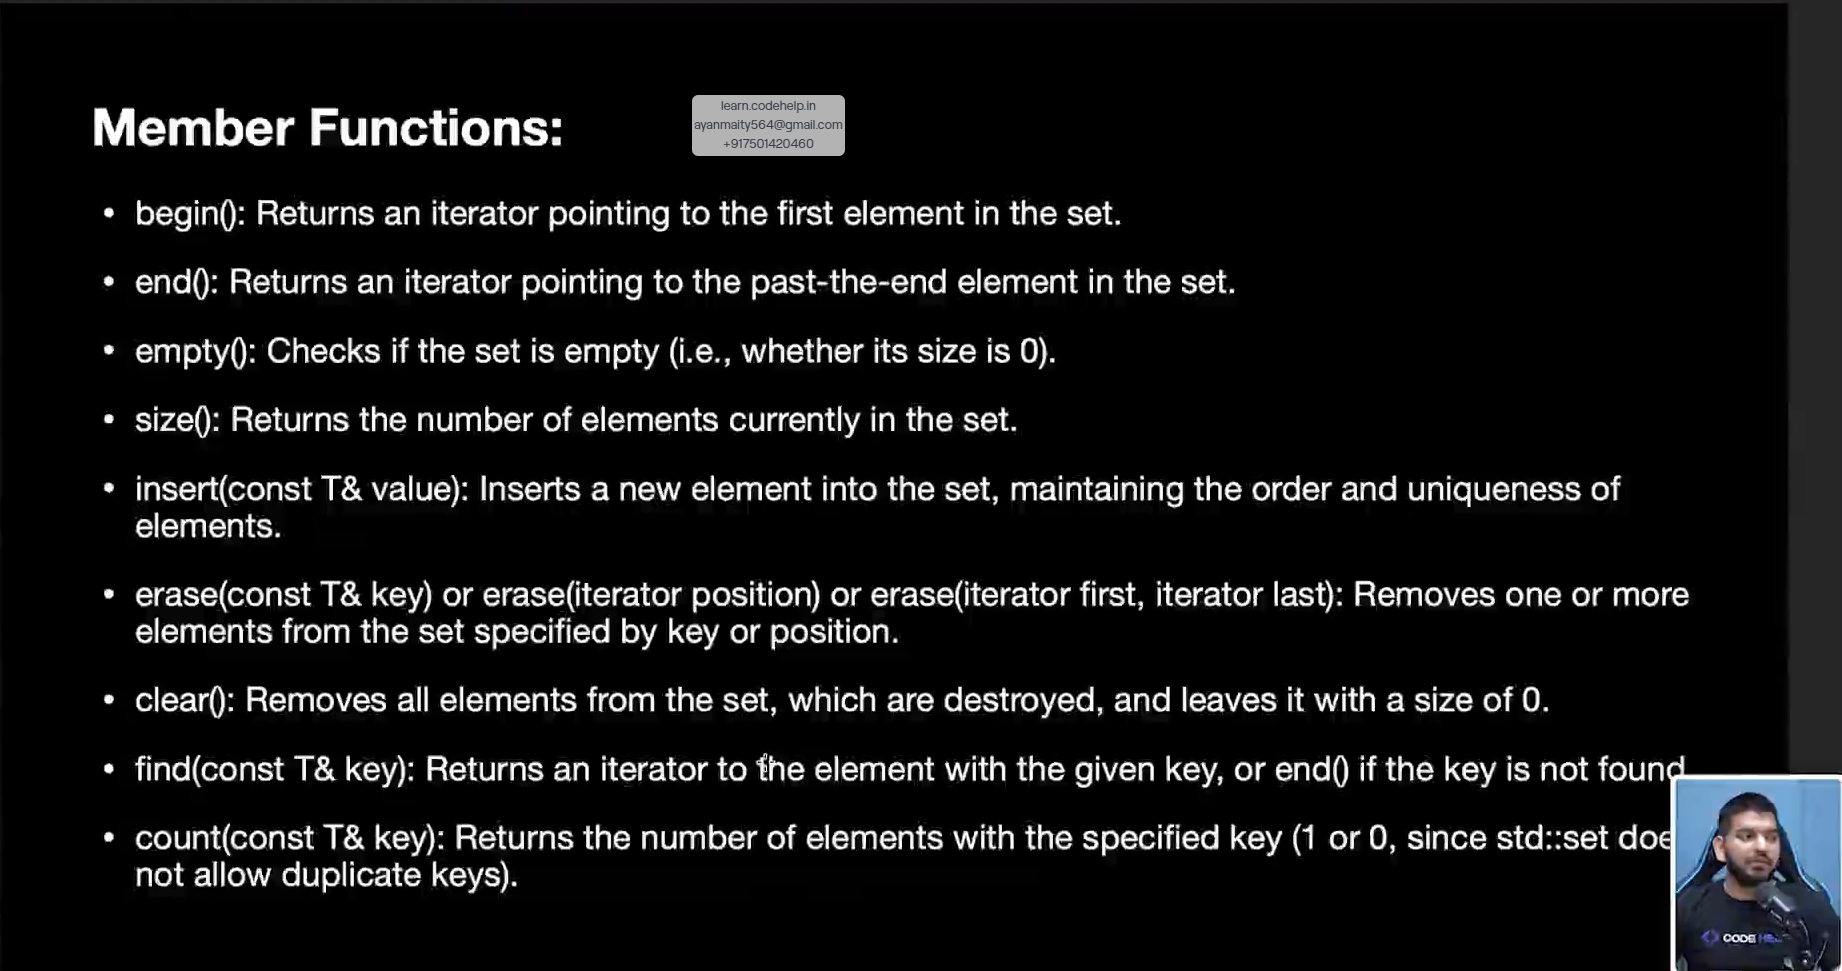 Member Functions:
learn.codehelp.in
ayanmaity564@gmail.com
+917501420460
• begin(): Returns an iterator pointing to the first element in the set.
• end(): Returns an iterator pointing to the past-the-end element in the set.
• empty(): Checks if the set is empty (i.e., whether its size is 0).
• size(): Returns the number of elements currently in the set.
• insert(const T& value): Inserts a new element into the set, maintaining the order and uniqueness of
elements.
• erase(const T& key) or erase(iterator position) or erase(iterator first, iterator last): Removes one or more
elements from the set specified by key or position.
• clear(): Removes all elements from the set, which are destroyed, and leaves it with a size of 0.
• find(const T& key): Returns an iterator to the element with the given key, or end() if the key is not found
• count(const T& key): Returns the number of elements with the specified key (1 or 0, since std::set doe
not allow duplicate keys).
CODE